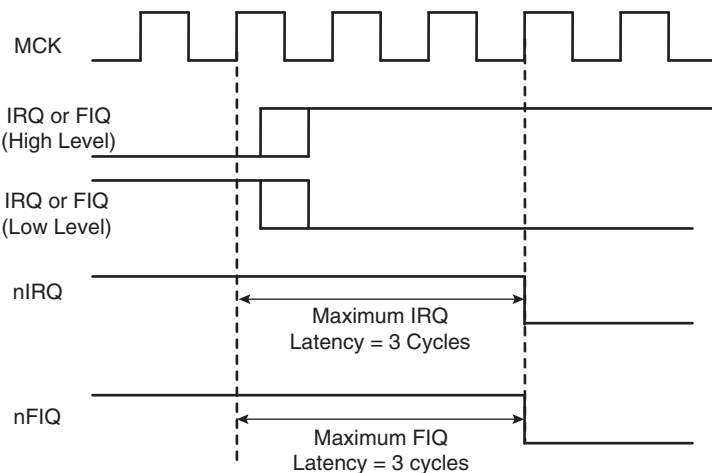 MCK
IRQ or FIQ
(High Level)
IRQ or FIQ
(Low Level)
nIRQ
Maximum IRQ
Latency = 3 Cycles
nFIQ
Maximum FIQ
Latency = 3 cycles